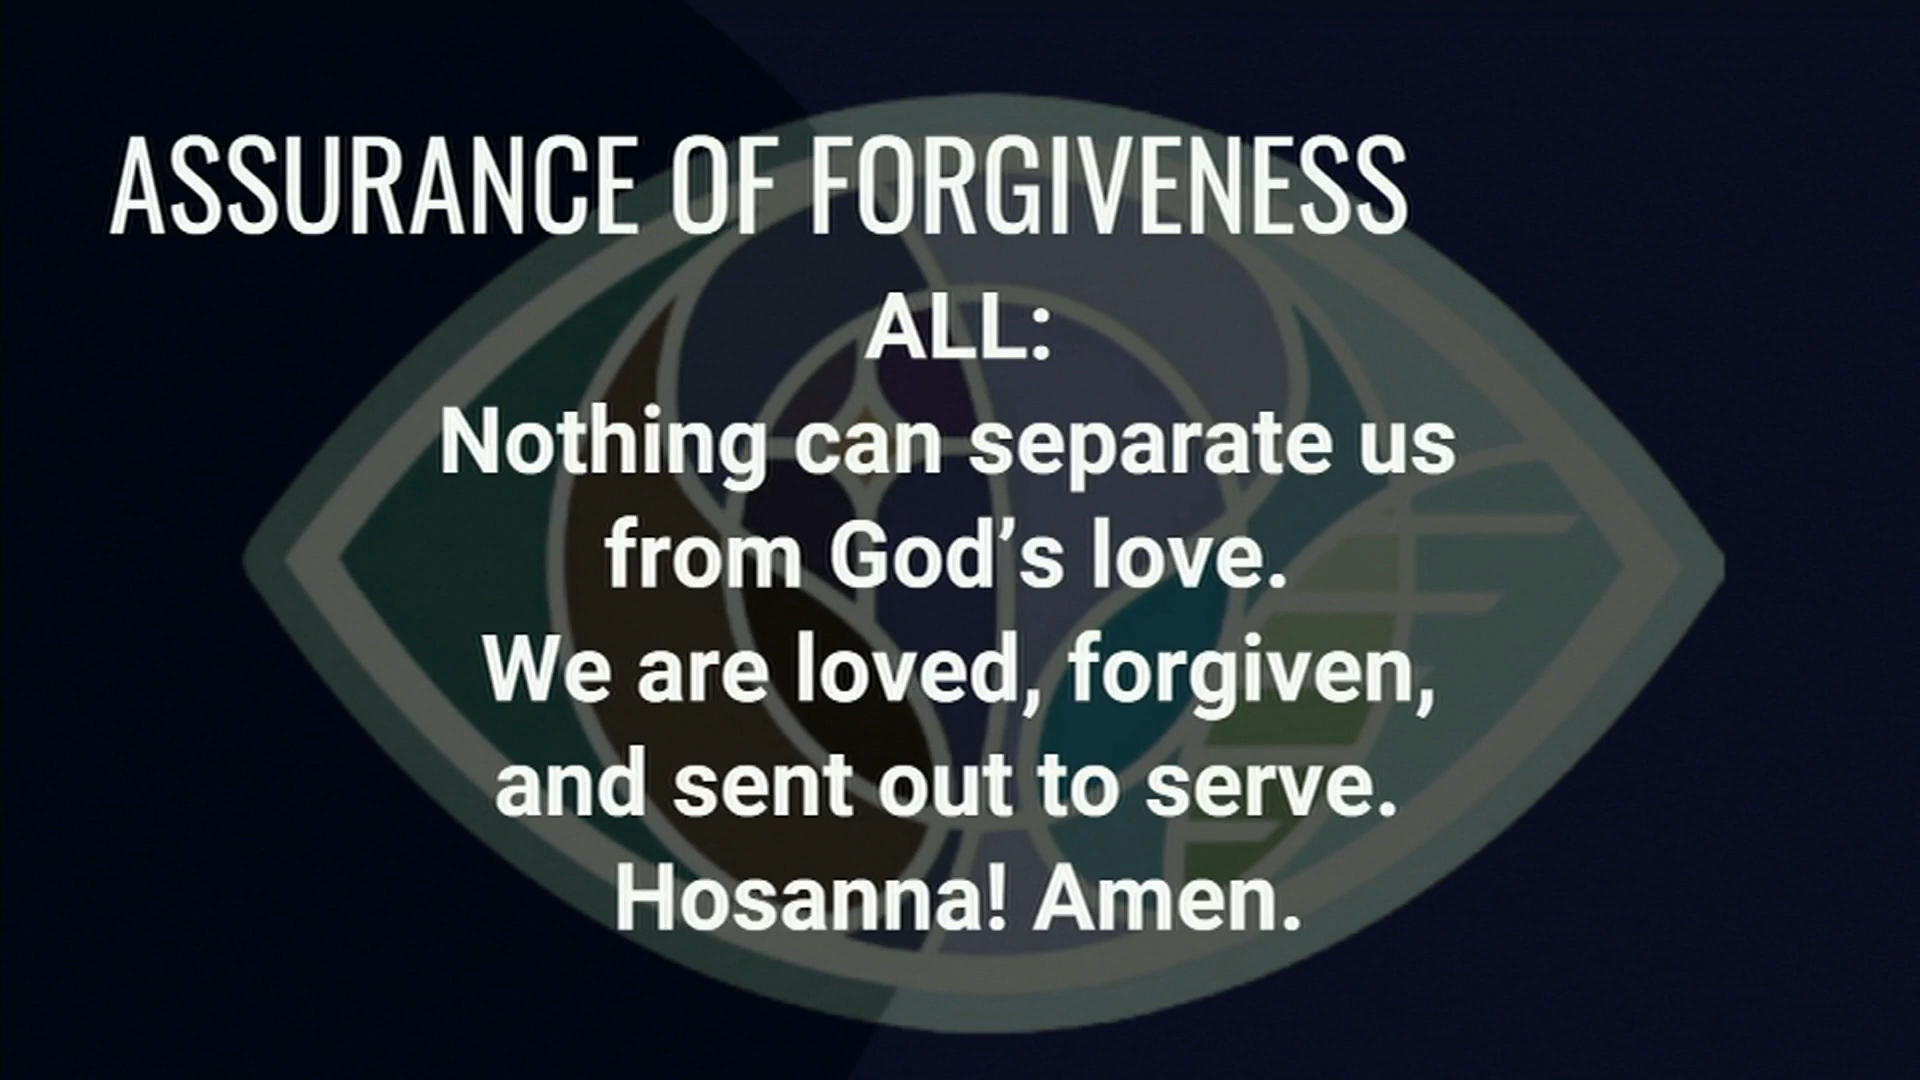 ASSURANCE OF FORGIVENESS
ALL:
Nothing can separate us
from God’s love.
We are loved, forgiven,
and sent out to serve.
Hosanna! Amen.